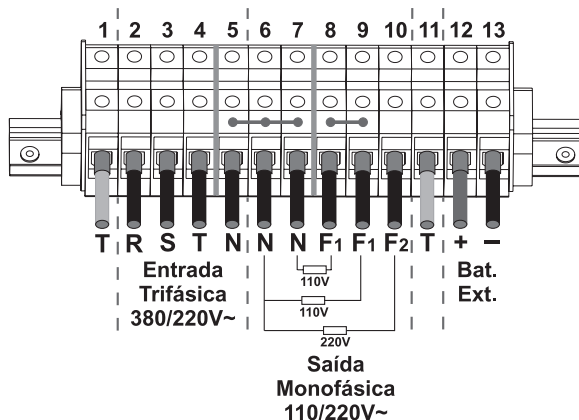 1 2 3 4 5 6 7 8 9 10 11 12 13
T R S T N N N F1 F1 F2 T + −
Entrada
Trifásica
380/220V~
110V
110V
220V
Bat.
Ext.
Saída
Monofásica
110/220V~